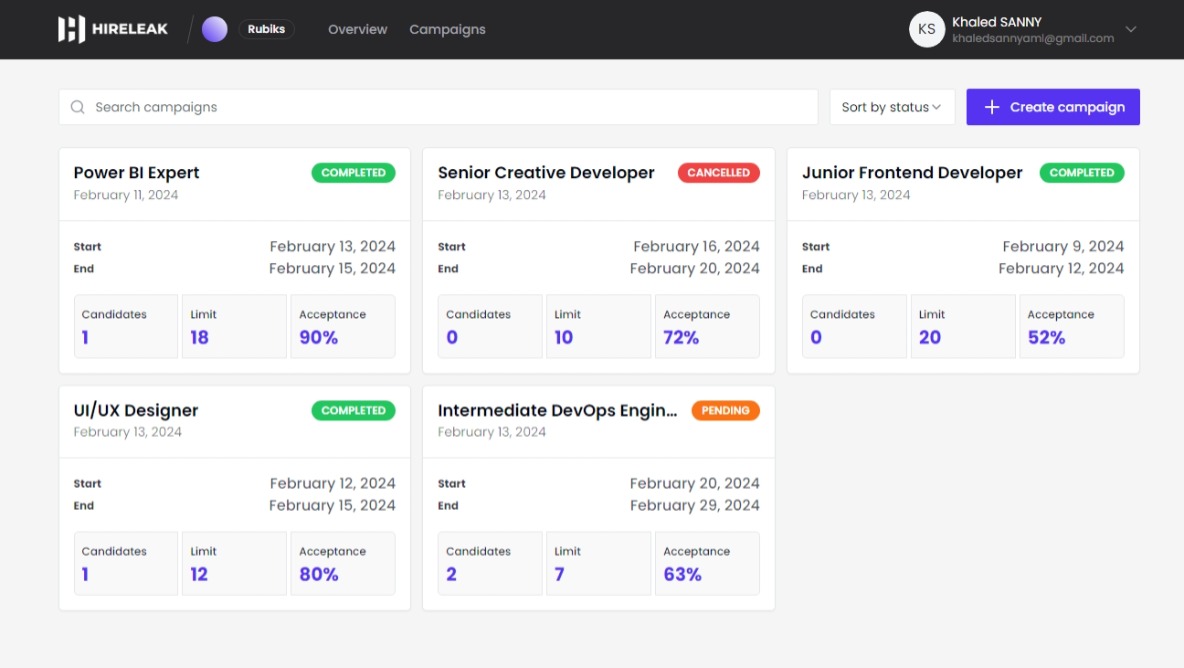 HIRELEAK Rubiks Overview Campaigns KS Khaled SANNY
khaledsannyaml@gmail.com
Search campaigns Sort by status Create campaign
Power BI Expert COMPLETED
February 11, 2024
Start February 13, 2024
End February 15, 2024
Candidates Limit Acceptance
1 18 90%
Senior Creative Developer CANCELLED
February 13, 2024
Start February 16, 2024
End February 20, 2024
Candidates Limit Acceptance
0 10 72%
Junior Frontend Developer COMPLETED
February 13, 2024
Start February 9, 2024
End February 12, 2024
Candidates Limit Acceptance
0 20 52%
UI/UX Designer COMPLETED
February 13, 2024
Start February 12, 2024
End February 15, 2024
Candidates Limit Acceptance
1 12 80%
Intermediate DevOps Engin... PENDING
February 13, 2024
Start February 20, 2024
End February 29, 2024
Candidates Limit Acceptance
2 7 63%